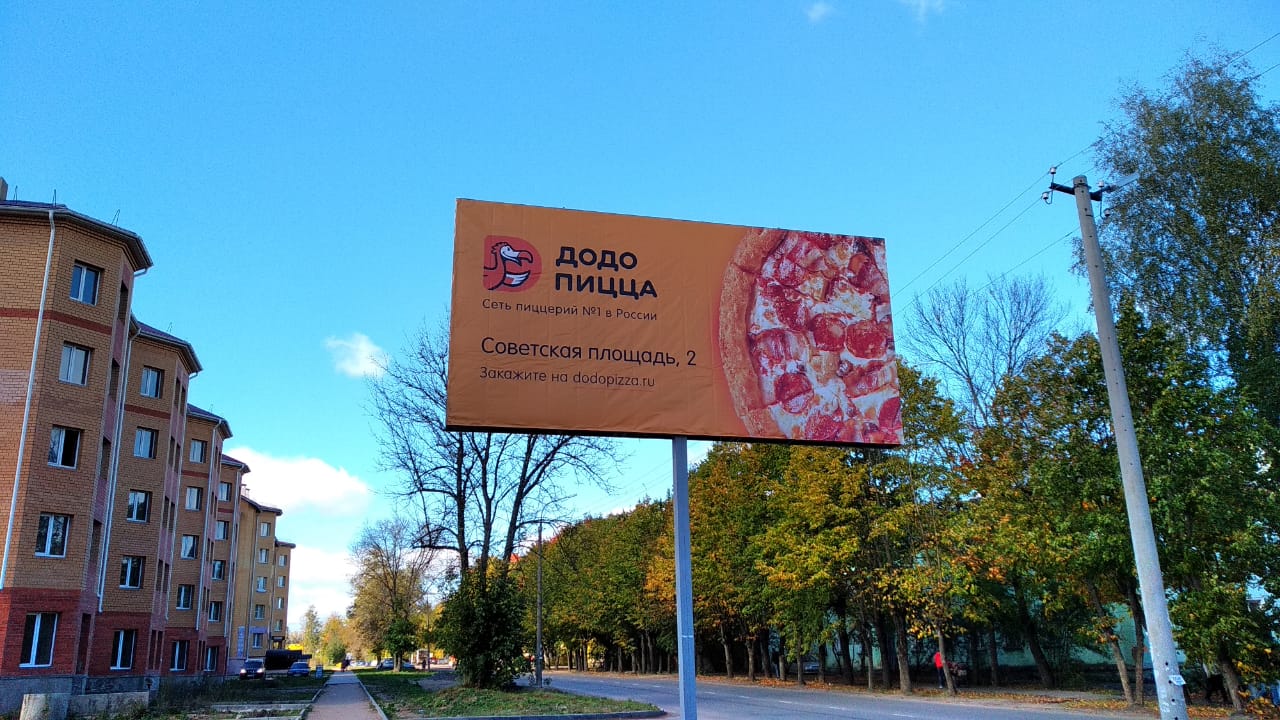 ДОДО
ПИЦЦА
Сеть пиццерий №1 в России
Советская площадь, 2
Закажите на dodopizza.ru